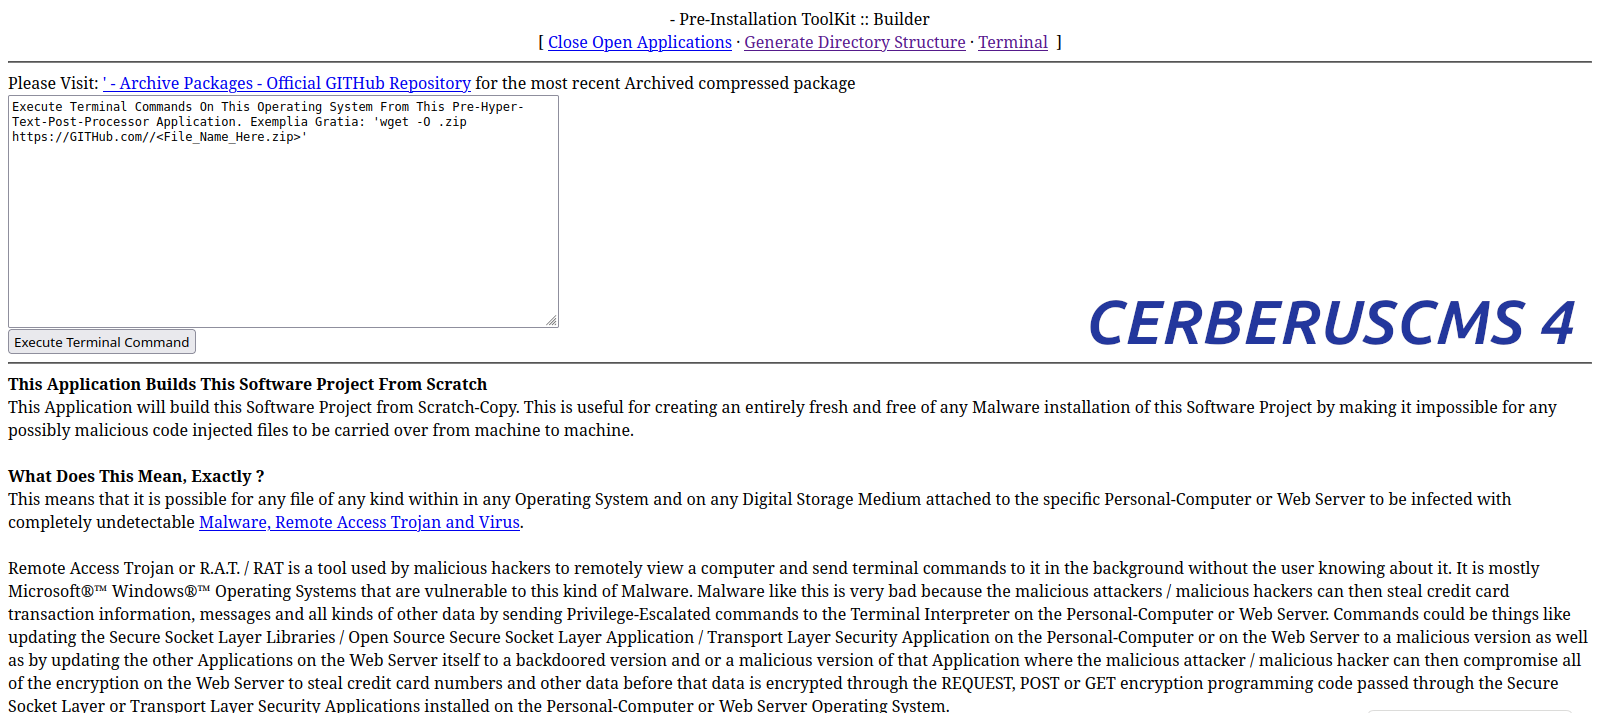 - Pre-Installation ToolKit :: Builder
[ Close Open Applications · Generate Directory Structure · Terminal ]
Please Visit: ' - Archive Packages - Official GITHub Repository for the most recent Archived compressed package
Execute Terminal Commands On This Operating System From This Pre-Hyper-
Text-Post-Processor Application. Exemplia Gratia: 'wget -O .zip
https://GITHub.com//<File_Name_Here.zip>'
Execute Terminal Command
CERBERUSCMS 4
This Application Builds This Software Project From Scratch
This Application will build this Software Project from Scratch-Copy. This is useful for creating an entirely fresh and free of any Malware installation of this Software Project by making it impossible for any
possibly malicious code injected files to be carried over from machine to machine.
What Does This Mean, Exactly ?
This means that it is possible for any file of any kind within in any Operating System and on any Digital Storage Medium attached to the specific Personal-Computer or Web Server to be infected with
completely undetectable Malware, Remote Access Trojan and Virus.
Remote Access Trojan or R.A.T. / RAT is a tool used by malicious hackers to remotely view a computer and send terminal commands to it in the background without the user knowing about it. It is mostly
Microsoft®™ Windows®™ Operating Systems that are vulnerable to this kind of Malware. Malware like this is very bad because the malicious attackers / malicious hackers can then steal credit card
transaction information, messages and all kinds of other data by sending Privilege-Escalated commands to the Terminal Interpreter on the Personal-Computer or Web Server. Commands could be things like
updating the Secure Socket Layer Libraries / Open Source Secure Socket Layer Application / Transport Layer Security Application on the Personal-Computer or on the Web Server to a malicious version as well
as by updating the other Applications on the Web Server itself to a backdoored version and or a malicious version of that Application where the malicious attacker / malicious hacker can then compromise all
of the encryption on the Web Server to steal credit card numbers and other data before that data is encrypted through the REQUEST, POST or GET encryption programming code passed through the Secure
Socket Layer or Transport Layer Security Applications installed on the Personal-Computer or Web Server Operating System.